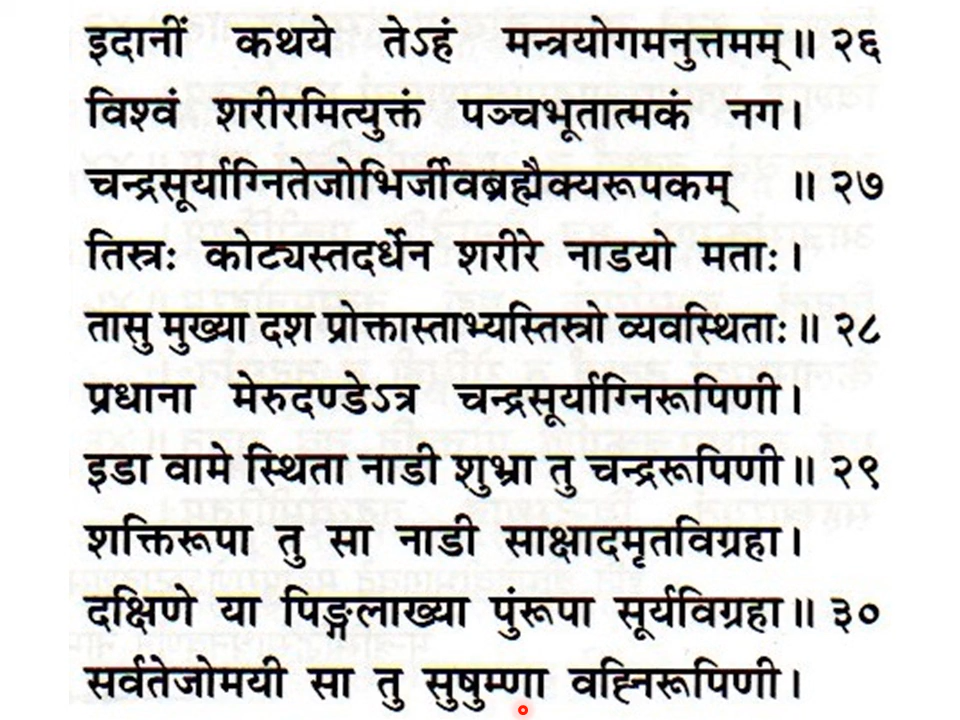 इदानीं कथये तेऽहं मन्त्रयोगमनुत्तमम् ॥ २६
विश्वं शरीरमित्युक्तं पञ्चभूतात्मकं नग ।
चन्द्रसूर्याग्नितेजोभिर्जीवब्रह्मैक्यरूपकम् ॥ २७
तिस्त्रः कोट्यस्तदर्धेन शरीरे नाडयो मताः ।
तासु मुख्या दश प्रोक्तास्ताभ्यस्तिस्त्रो व्यवस्थिताः ॥ २८
प्रधाना मेरुदण्डेऽत्र चन्द्रसूर्याग्निरूपिणी ।
इडा वामे स्थिता नाडी शुभ्रा तु चन्द्ररूपिणी ॥ २९
शक्तिरूपा तु सा नाडी साक्षादमृतविग्रहा ।
दक्षिणे या पिङ्गलाख्या पुंरूपा सूर्यविग्रहा ॥ ३०
सर्वतेजोमयी सा तु सुषुम्णा वह्निरूपिणी ।